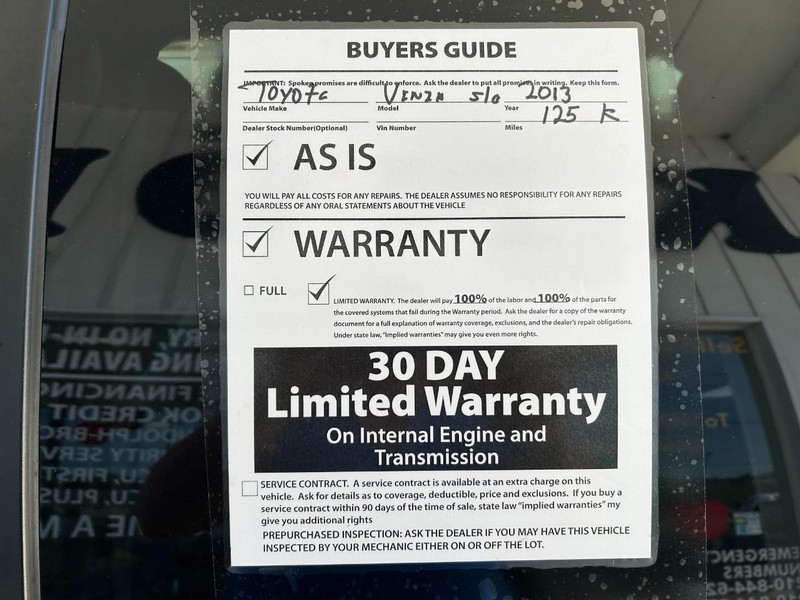 BUYERS GUIDE
IMPORTANT: Spoken promises are difficult to enforce. Ask the dealer to put all promises in writing. Keep this form.
Toyota Venza 2013
Vehicle Make Model Year
125 K
Dealer Stock Number(Optional) Vin Number Miles
AS IS
YOU WILL PAY ALL COSTS FOR ANY REPAIRS. THE DEALER ASSUMES NO RESPONSIBILITY FOR ANY REPAIRS
REGARDLESS OF ANY ORAL STATEMENTS ABOUT THE VEHICLE
WARRANTY
FULL
LIMITED WARRANTY. The dealer will pay 100% of the labor and 100% of the parts for
the covered systems that fail during the Warranty period. Ask the dealer for a copy of the warranty
document for a full explanation of warranty coverage, exclusions, and the dealer's repair obligations.
Under state law, "implied warranties" may give you even more rights.
30 DAY
Limited Warranty
On Internal Engine and
Transmission
SERVICE CONTRACT. A service contract is available at an extra charge on this
vehicle. Ask for details as to coverage, deductible, price and exclusions. If you buy a
service contract within 90 days of the time of sale, state law "implied warranties" my
give you additional rights
PREPURCHASED INSPECTION: ASK THE DEALER IF YOU MAY HAVE THIS VEHICLE
INSPECTED BY YOUR MECHANIC EITHER ON OR OFF THE LOT.